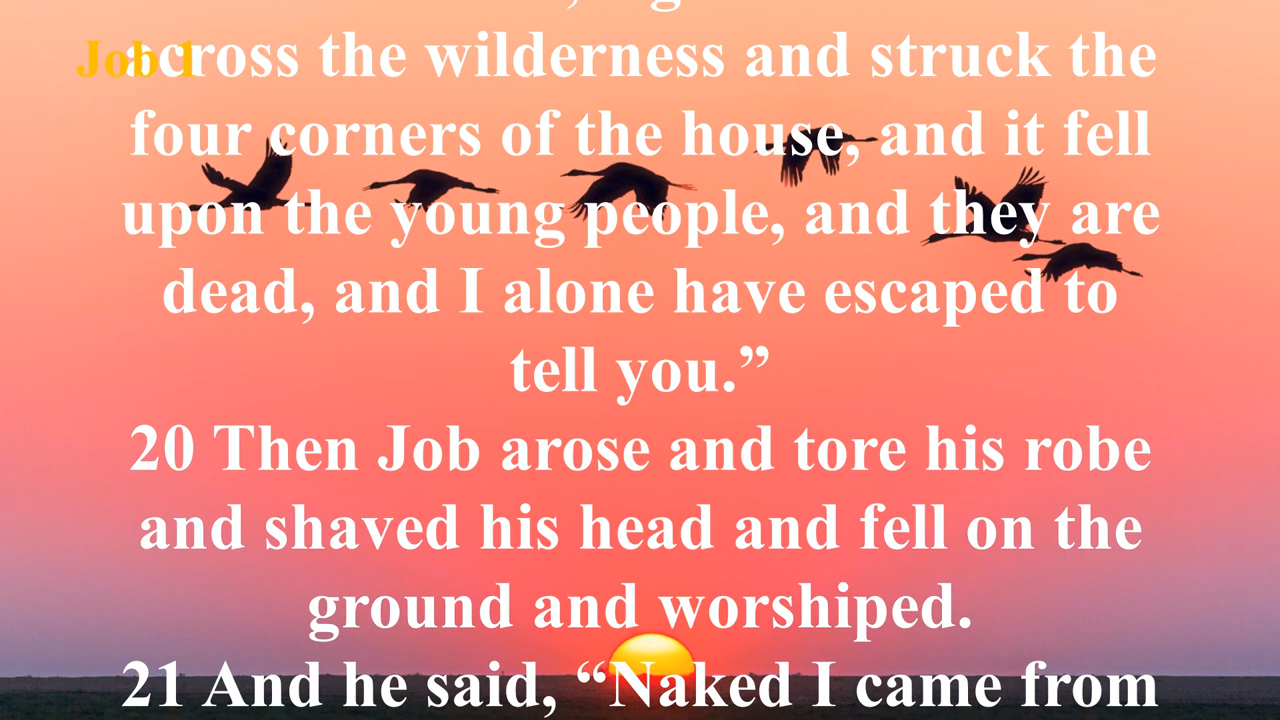 Job 1
across the wilderness and struck the
four corners of the house, and it fell
upon the young people, and they are
dead, and I alone have escaped to
tell you.”
20 Then Job arose and tore his robe
and shaved his head and fell on the
ground and worshiped.
21 And he said, “Naked I came from